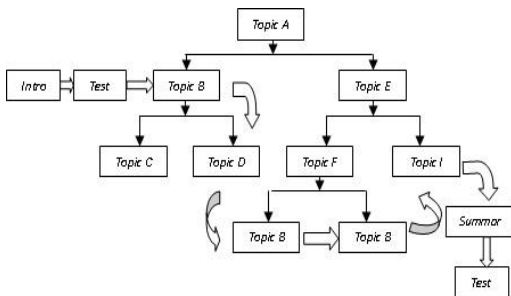 Topic A
Intro
Test
Topic B
Topic E
Topic C
Topic D
Topic F
Topic I
Topic B
Topic B
Summar
Test